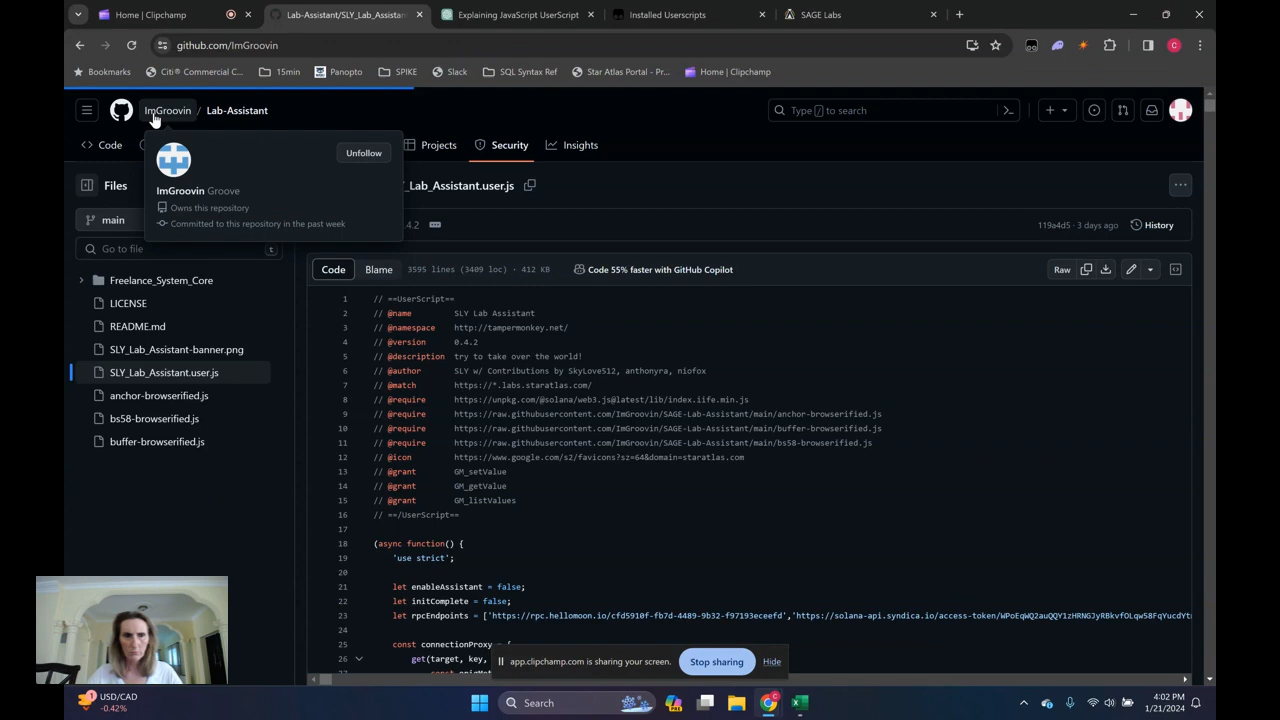 Home | Clipchamp
Lab-Assistant/SLY_Lab_Assistan
Explaining JavaScript UserScript
Installed Userscripts
SAGE Labs
github.com/ImGroovin
Bookmarks
Citi® Commercial C...
15min
Panopto
SPIKE
Slack
SQL Syntax Ref
Star Atlas Portal - Pr...
Home | Clipchamp
ImGroovin / Lab-Assistant
Type / to search
Code
Projects
Security
Insights
Unfollow
ImGroovin Groove
Owns this repository
Committed to this repository in the past week
Files
_Lab_Assistant.user.js
main
.4.2
119a4d5 · 3 days ago
History
Go to file
t
Code
Blame
3595 lines (3409 loc) · 412 KB
Code 55% faster with GitHub Copilot
Raw
Freelance_System_Core
LICENSE
README.md
SLY_Lab_Assistant-banner.png
SLY_Lab_Assistant.user.js
anchor-browserified.js
bs58-browserified.js
buffer-browserified.js
1 // ==UserScript==
2 // @name SLY Lab Assistant
3 // @namespace http://tampermonkey.net/
4 // @version 0.4.2
5 // @description try to take over the world!
6 // @author SLY w/ Contributions by SkyLove512, anthonyra, niofox
7 // @match https://*.labs.staratlas.com/
8 // @require https://unpkg.com/@solana/web3.js@latest/lib/index.iife.min.js
9 // @require https://raw.githubusercontent.com/ImGroovin/SAGE-Lab-Assistant/main/anchor-browserified.js
10 // @require https://raw.githubusercontent.com/ImGroovin/SAGE-Lab-Assistant/main/buffer-browserified.js
11 // @require https://raw.githubusercontent.com/ImGroovin/SAGE-Lab-Assistant/main/bs58-browserified.js
12 // @icon https://www.google.com/s2/favicons?sz=64&domain=staratlas.com
13 // @grant GM_setValue
14 // @grant GM_getValue
15 // @grant GM_listValues
16 // ==/UserScript==
17
18 (async function() {
19 'use strict';
20
21 let enableAssistant = false;
22 let initComplete = false;
23 let rpcEndpoints = ['https://rpc.hellomoon.io/cfd5910f-fb7d-4489-9b32-f97193eceefd','https://solana-api.syndica.io/access-token/
24
25 const connectionProxy = {
26 get(target, key,
app.clipchamp.com is sharing your screen.
Stop sharing
Hide
1
USD/CAD
-0.42%
Search
4:02 PM
1/21/2024